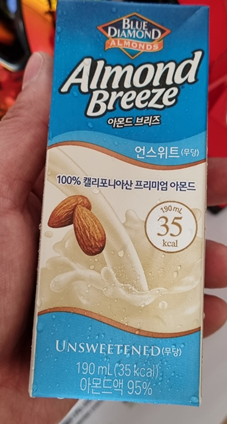 BLUE
DIAMOND
ALMONDS
Almond
Breeze
아몬드 브리즈
언스위트(무당)
100% 캘리포니아산 프리미엄 아몬드
190 mL
35
kcal
UNSWEETENED(무당)
190 mL (35 kcal)
아몬드액 95%